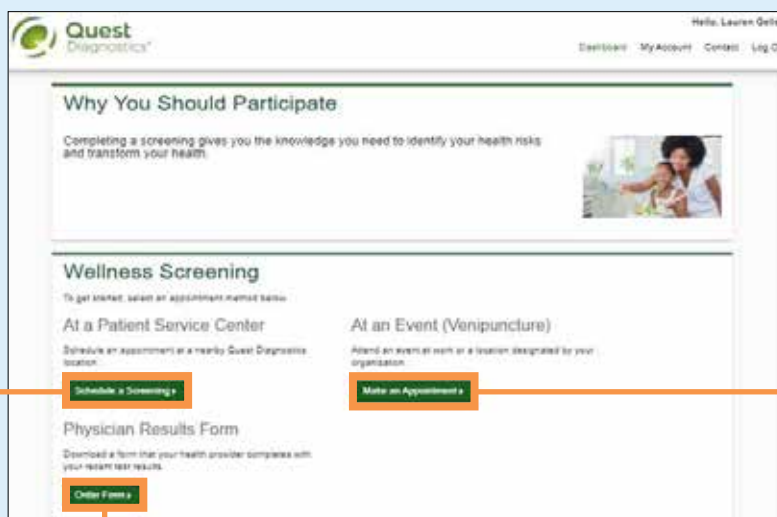 Quest
Diagnostics®
Hello, Lauren Gelle
Dashboard My Account Contact Log O
Why You Should Participate
Completing a screening gives you the knowledge you need to identify your health risks
and transform your health.
Wellness Screening
To get started, select an appointment method below.
At a Patient Service Center
Schedule an appointment at a nearby Quest Diagnostics
location.
Schedule a Screening
At an Event (Venipuncture)
Attend an event at work or a location designated by your
organization.
Make an Appointment
Physician Results Form
Download a form that your health provider completes with
your recent test results.
Order Form